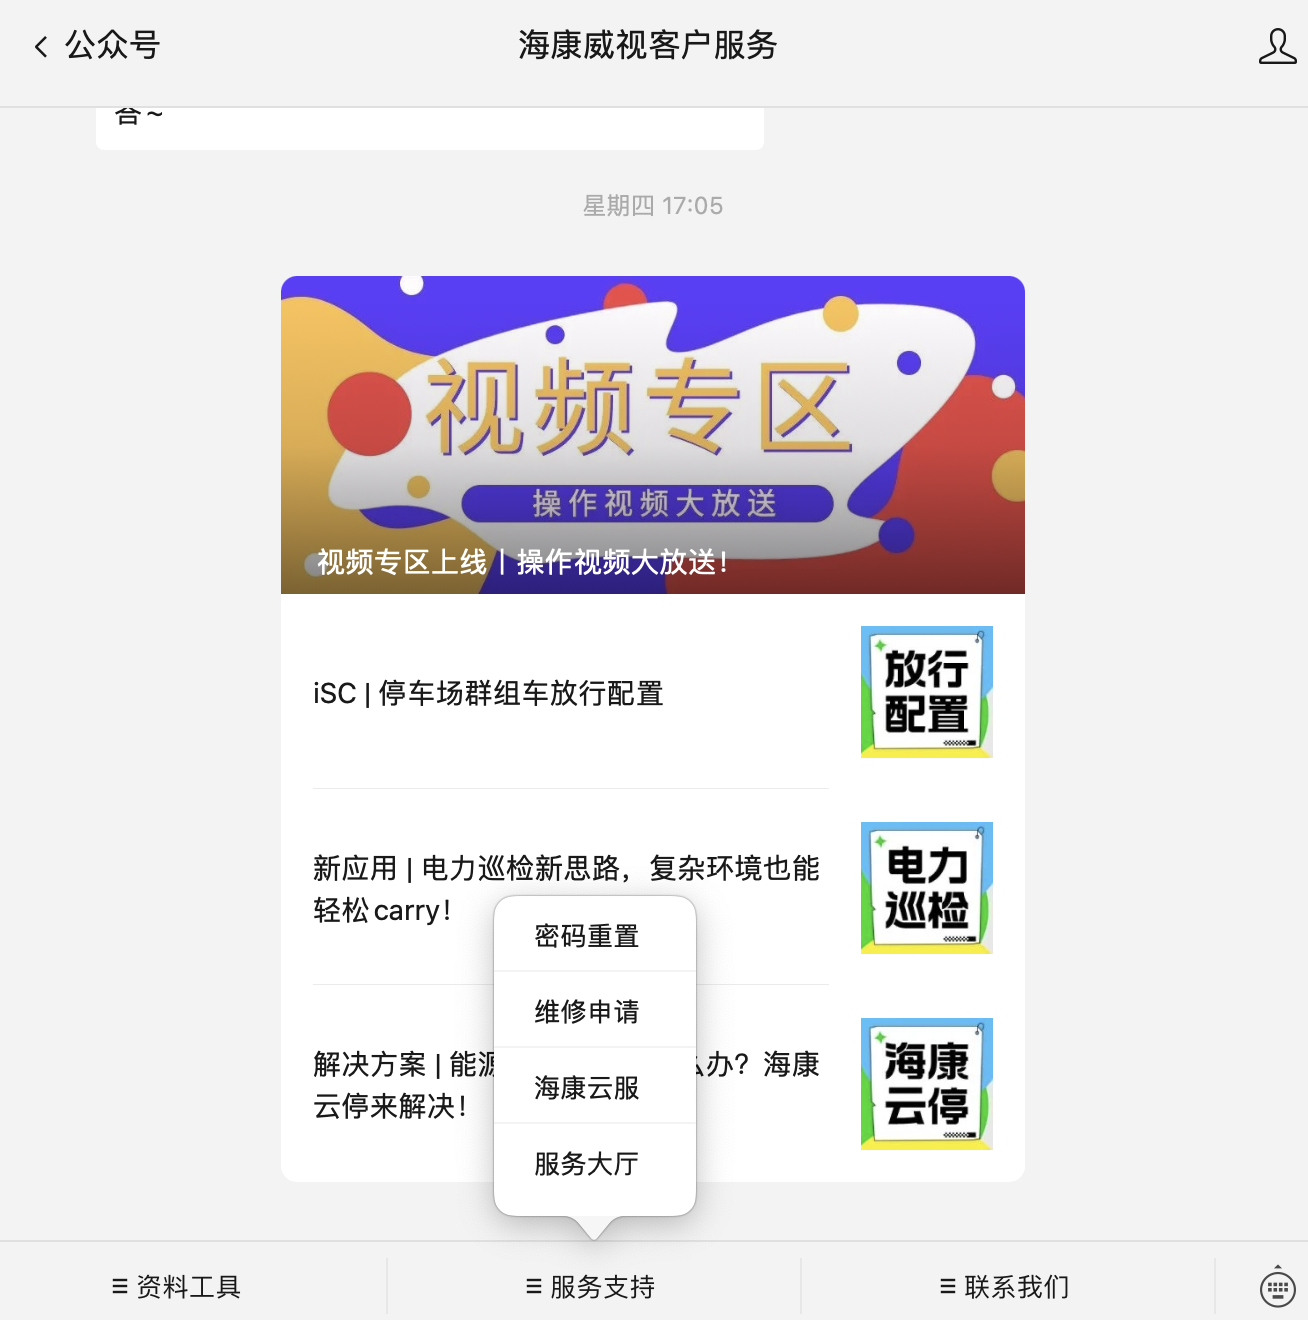 公众号
海康威视客户服务
答~
星期四 17:05
视频专区
操作视频大放送
视频专区上线 | 操作视频大放送!
iSC | 停车场群组车放行配置
放行
配置
新应用 | 电力巡检新思路，复杂环境也能
轻松carry!
电力
巡检
解决方案 | 能源
办？海康
云停来解决!
海康
云停
密码重置
维修申请
海康云服
服务大厅
资料工具
服务支持
联系我们